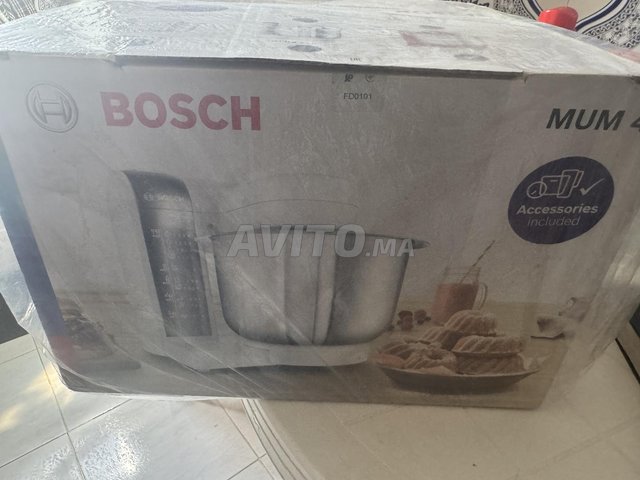 BOSCH
FD0101
MUM 4
Accessories
included
AVITO.MA